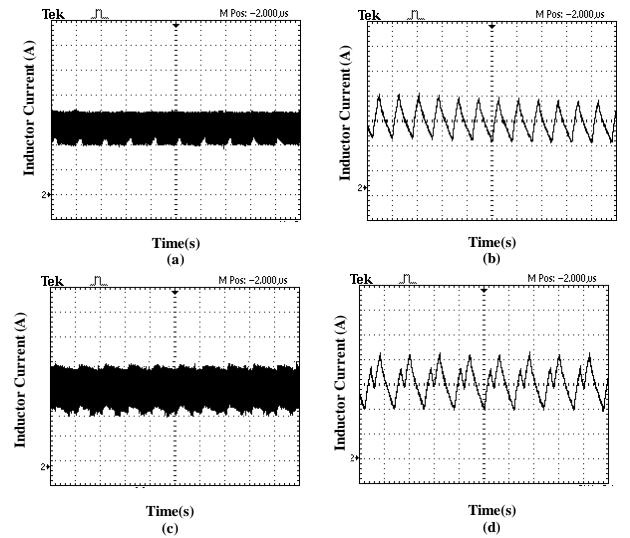 Tek
M Pos: -2.000µs
Inductor Current (A)
2
Time(s)
(a)
Tek
M Pos: -2.000µs
Inductor Current (A)
2
Time(s)
(b)
Tek
M Pos: -2.000µs
Inductor Current (A)
2
Time(s)
(c)
Tek
M Pos: -2.000µs
Inductor Current (A)
2
Time(s)
(d)